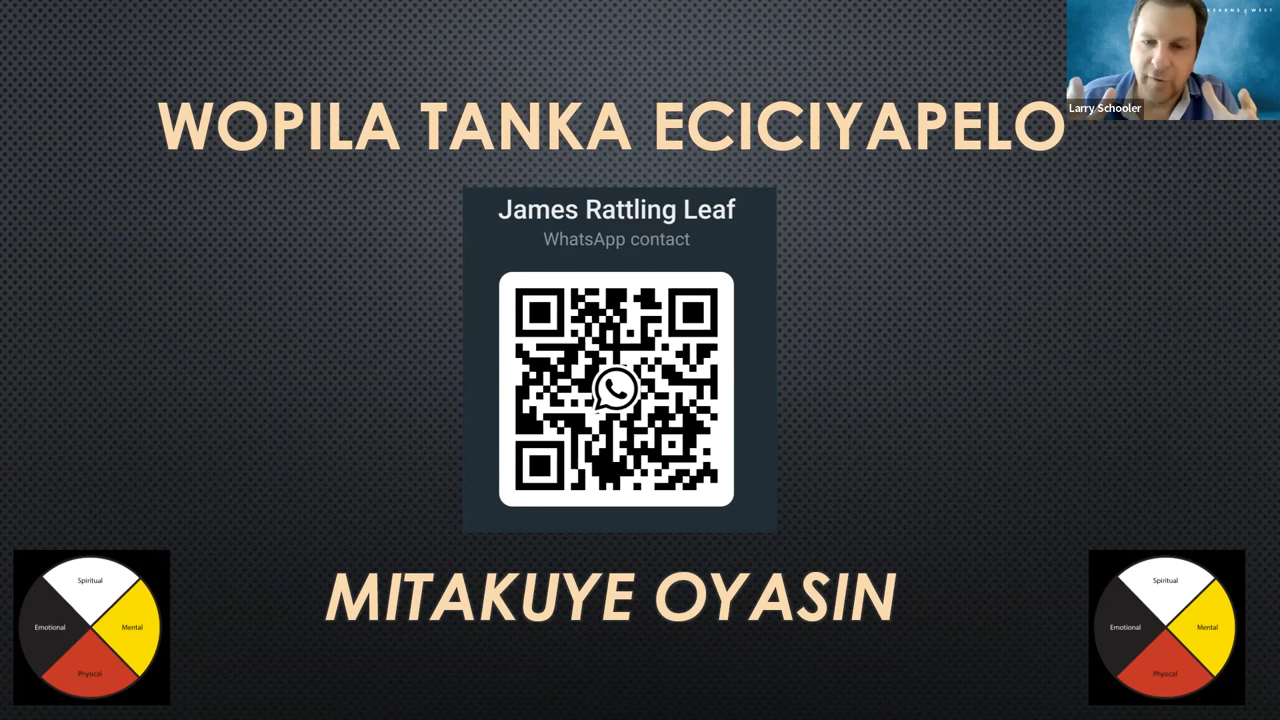 WOPILA TANKA ECICIYAPELO
Larry Schooler
James Rattling Leaf
WhatsApp contact
MITAKUYE OYASIN
Spiritual
Emotional
Mental
Physical
Spiritual
Emotional
Mental
Physical